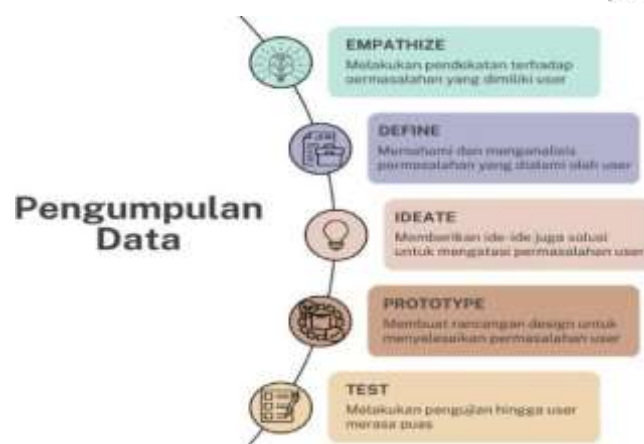 Pengumpulan
Data
EMPATHIZE
Melakukan pendekatan terhadap
permasalahan yang dimiliki user
DEFINE
Memahami dan menganalisis
permasalahan yang dialami oleh user
IDEATE
Memberikan ide-ide juga solusi
untuk mengatasi permasalahan user
PROTOTYPE
Membuat rancangan design untuk
menyelesaikan permasalahan user
TEST
Melakukan pengujian hingga user
merasa puas